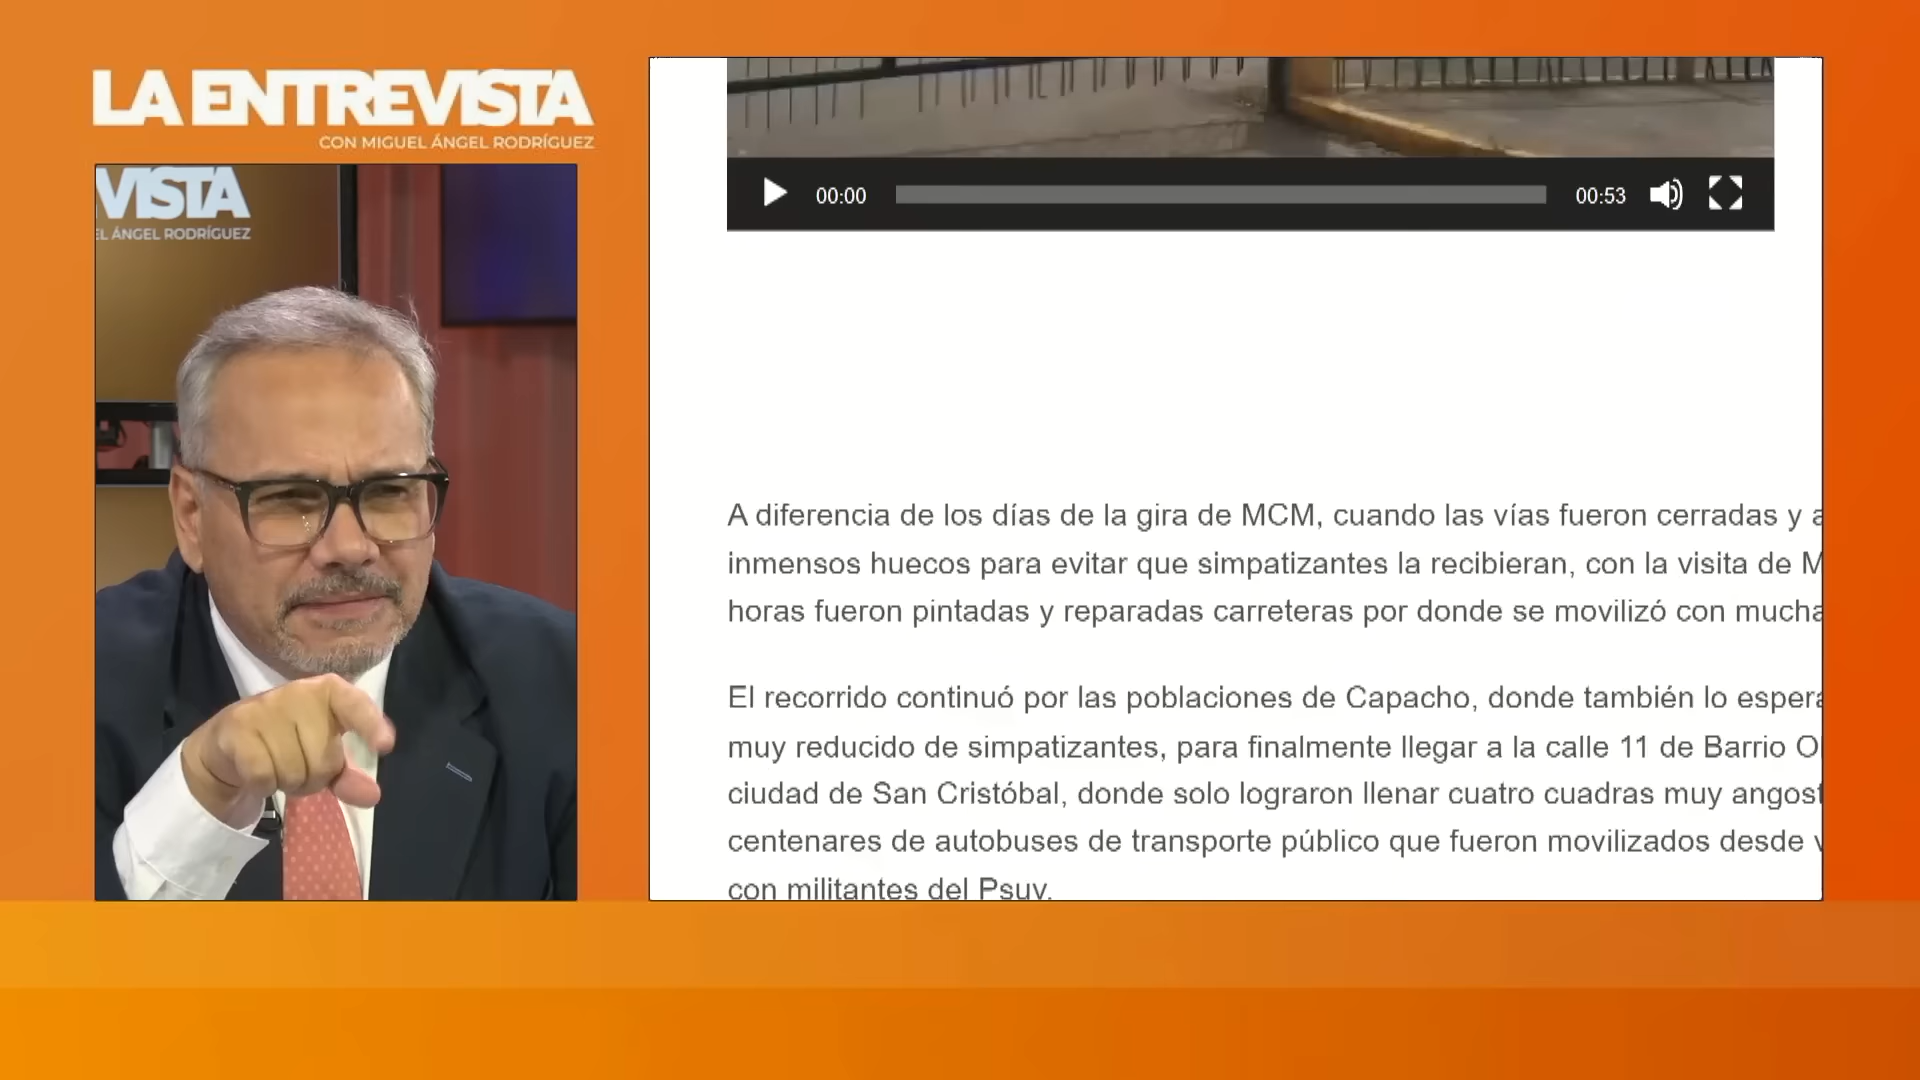 LA ENTREVISTA
CON MIGUEL ÁNGEL RODRÍGUEZ
VISTA
EL ÁNGEL RODRÍGUEZ
00:00
00:53
A diferencia de los días de la gira de MCM, cuando las vías fueron cerradas y a
inmensos huecos para evitar que simpatizantes la recibieran, con la visita de M
horas fueron pintadas y reparadas carreteras por donde se movilizó con mucha
El recorrido continuó por las poblaciones de Capacho, donde también lo espera
muy reducido de simpatizantes, para finalmente llegar a la calle 11 de Barrio O
ciudad de San Cristóbal, donde solo lograron llenar cuatro cuadras muy angost
centenares de autobuses de transporte público que fueron movilizados desde v
con militantes del Psuv.